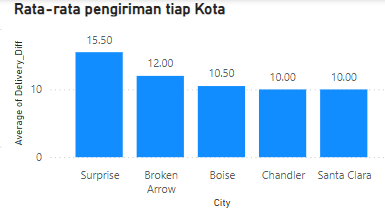 Rata-rata pengiriman tiap Kota
Average of Delivery_Diff
10
0
15.50
12.00
10.50
10.00
10.00
Surprise
Broken
Arrow
Boise
Chandler
Santa Clara
City